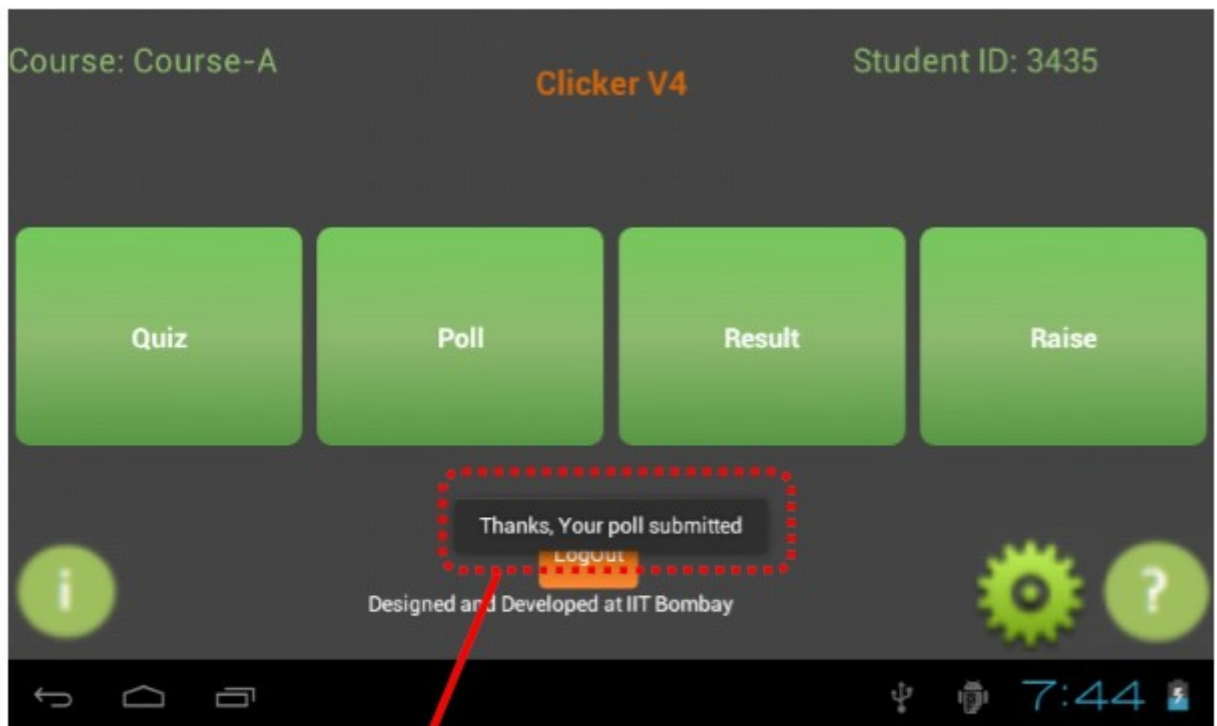 Course: Course-A
Clicker V4
Student ID: 3435
Quiz
Poll
Result
Raise
Thanks, Your poll submitted
LogOut
i
?
Designed and Developed at IIT Bombay
7:44